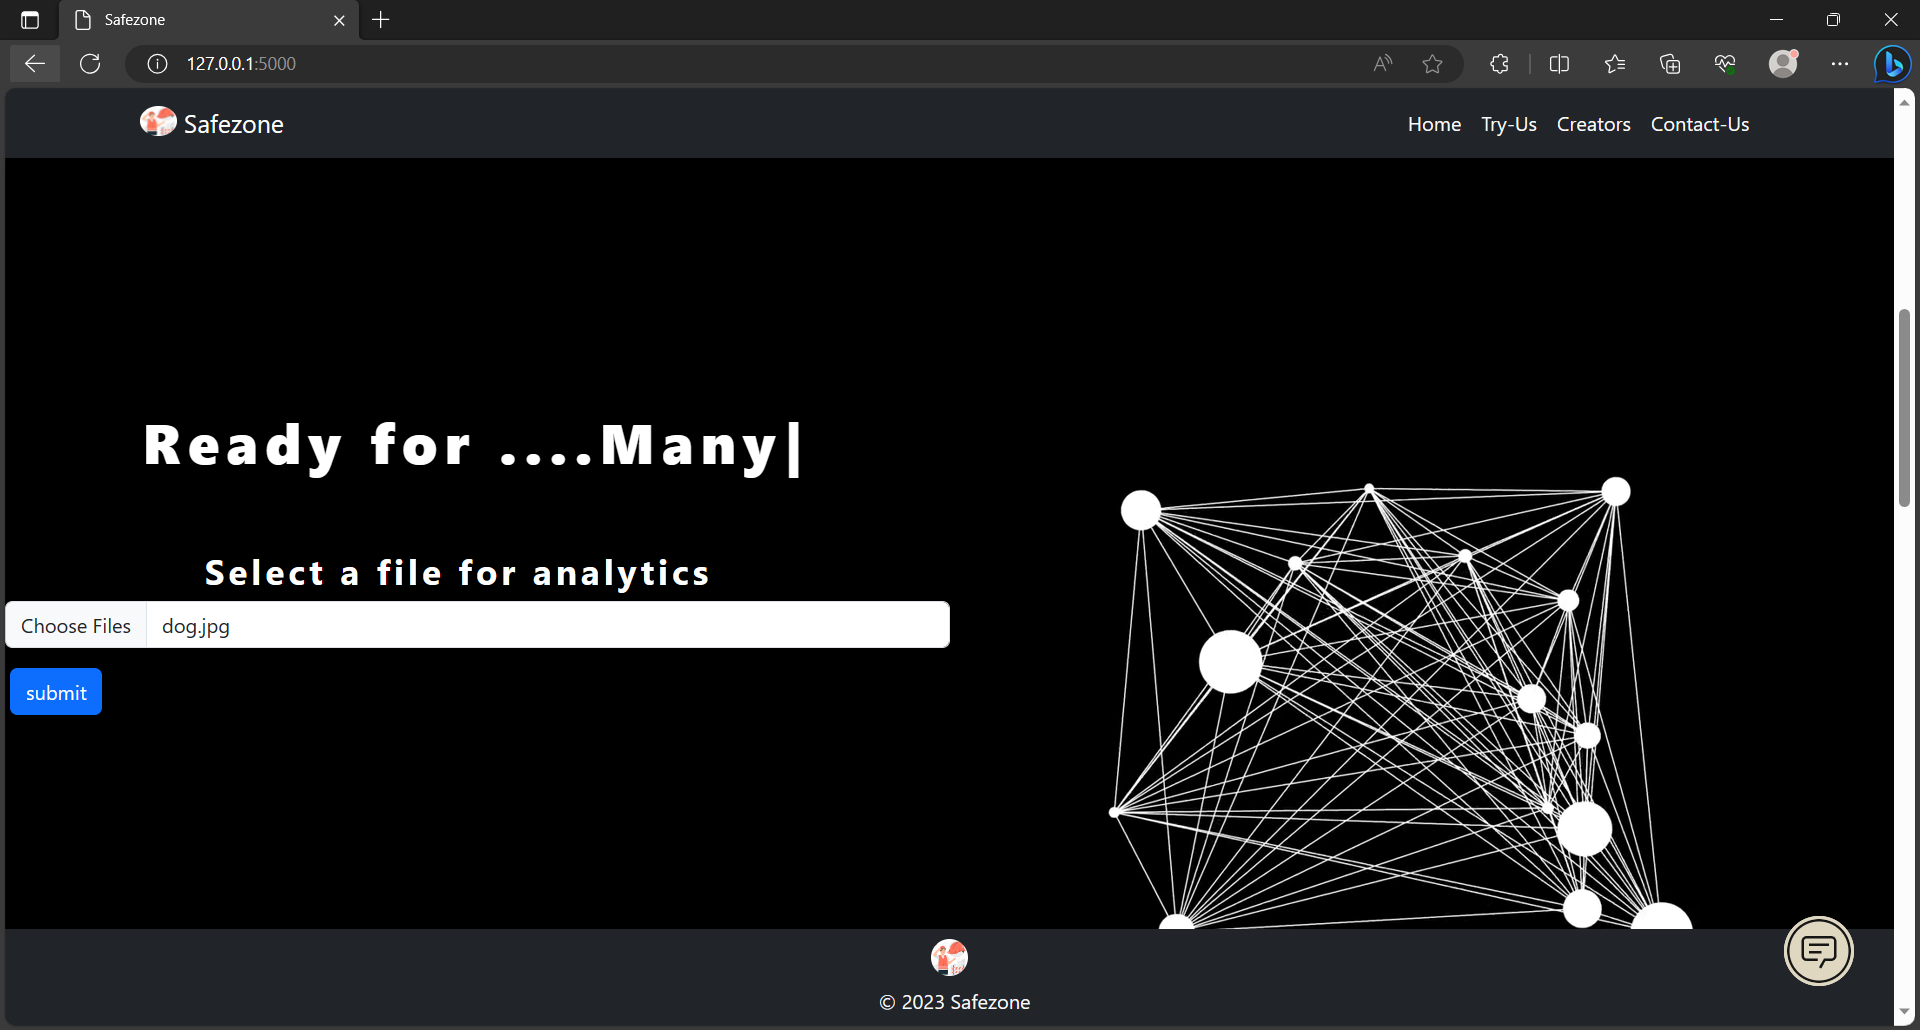 Safezone
127.0.0.1:5000
Safezone
Home Try-Us Creators Contact-Us
Ready for ....Many|
Select a file for analytics
Choose Files dog.jpg
submit
© 2023 Safezone